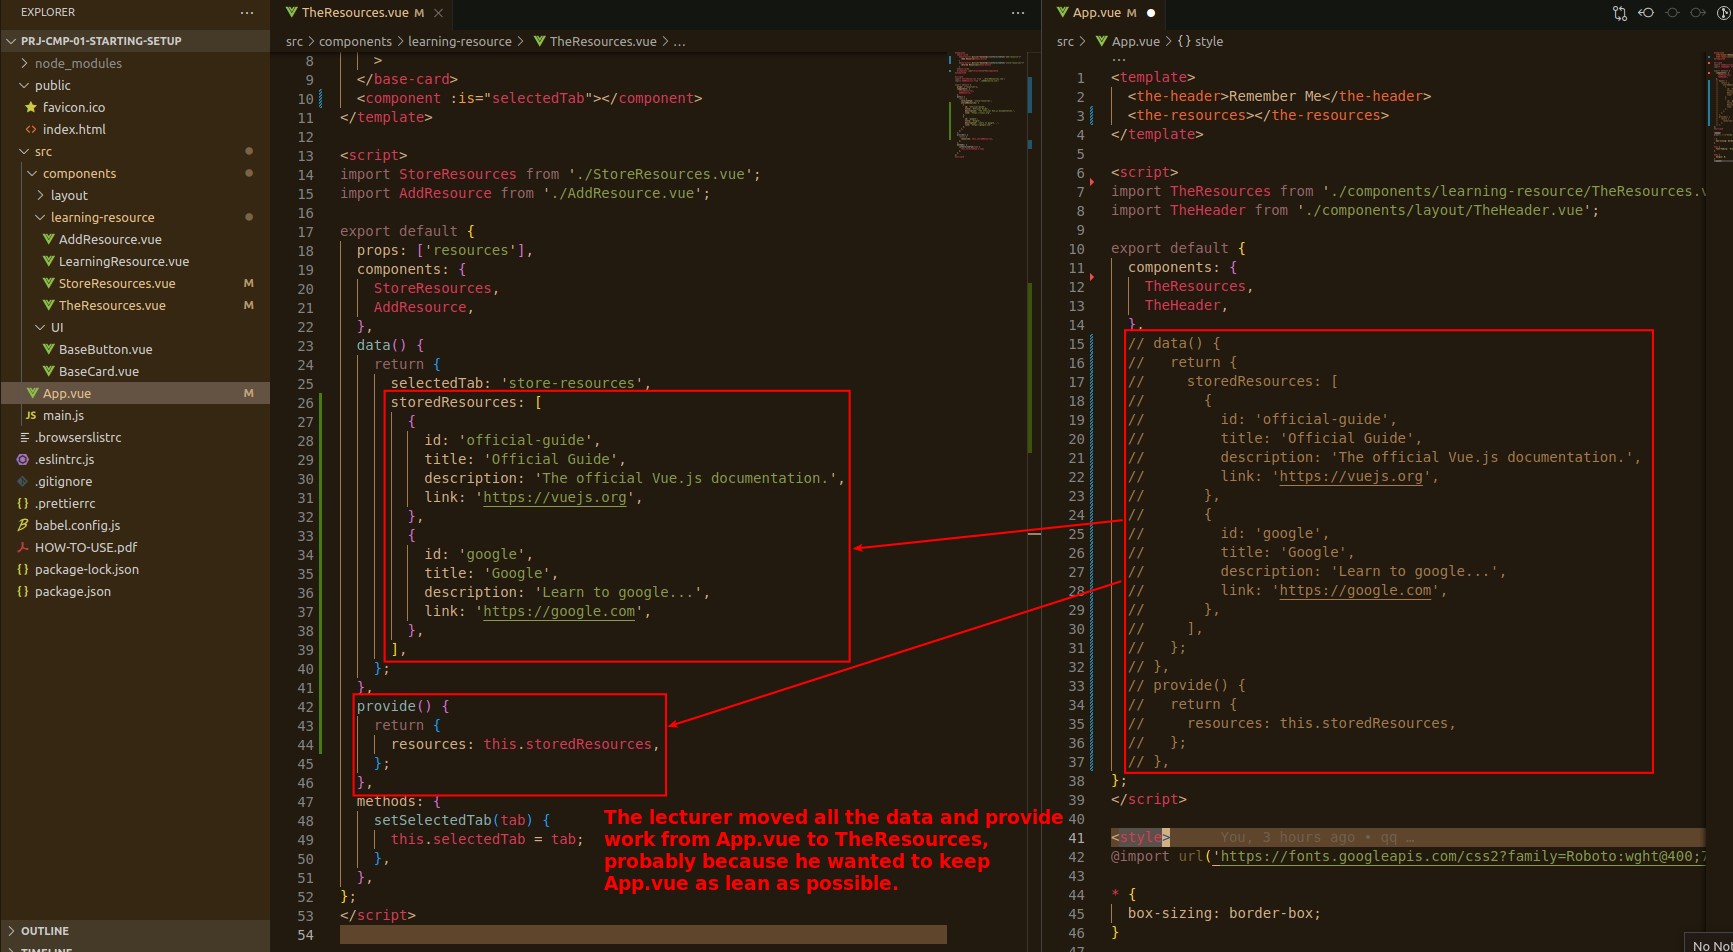 EXPLORER
PRJ-CMP-01-STARTING-SETUP
node_modules
public
favicon.ico
index.html
src
components
layout
learning-resource
AddResource.vue
LearningResource.vue
StoreResources.vue M
TheResources.vue M
UI
BaseButton.vue
BaseCard.vue
App.vue M
JS main.js
.browserslistrc
.eslintrc.js
.gitignore
.prettierrc
babel.config.js
HOW-TO-USE.pdf
package-lock.json
package.json
OUTLINE
TIMELINE
TheResources.vue M
src > components > learning-resource > TheResources.vue > ...
8 >
9 </base-card>
10 <component :is="selectedTab"></component>
11 </template>
12
13 <script>
14 import StoreResources from './StoreResources.vue';
15 import AddResource from './AddResource.vue';
16
17 export default {
18 props: ['resources'],
19 components: {
20 StoreResources,
21 AddResource,
22 },
23 data() {
24 return {
25 selectedTab: 'store-resources',
26 storedResources: [
27 {
28 id: 'official-guide',
29 title: 'Official Guide',
30 description: 'The official Vue.js documentation.',
31 link: 'https://vuejs.org',
32 },
33 {
34 id: 'google',
35 title: 'Google',
36 description: 'Learn to google...',
37 link: 'https://google.com',
38 },
39 ],
40 };
41 },
42 provide() {
43 return {
44 resources: this.storedResources,
45 };
46 },
47 methods: {
48 setSelectedTab(tab) {
49 this.selectedTab = tab;
50 },
51 },
52 };
53 </script>
54
The lecturer moved all the data and provide
work from App.vue to TheResources,
probably because he wanted to keep
App.vue as lean as possible.
App.vue M
src > App.vue > {} style
...
1 <template>
2 <the-header>Remember Me</the-header>
3 <the-resources></the-resources>
4 </template>
5
6 <script>
7 import TheResources from './components/learning-resource/TheResources.v
8 import TheHeader from './components/layout/TheHeader.vue';
9
10 export default {
11 components: {
12 TheResources,
13 TheHeader,
14 },
15 // data() {
16 // return {
17 // storedResources: [
18 // {
19 // id: 'official-guide',
20 // title: 'Official Guide',
21 // description: 'The official Vue.js documentation.',
22 // link: 'https://vuejs.org',
23 // },
24 // {
25 // id: 'google',
26 // title: 'Google',
27 // description: 'Learn to google...',
28 // link: 'https://google.com',
29 // },
30 // ],
31 // };
32 // },
33 // provide() {
34 // return {
35 // resources: this.storedResources,
36 // };
37 // },
38 };
39 </script>
40
41 <style> You, 3 hours ago • qq ...
42 @import url('https://fonts.googleapis.com/css2?family=Roboto:wght@400;7
43
44 * {
45 box-sizing: border-box;
46 }
47
No No